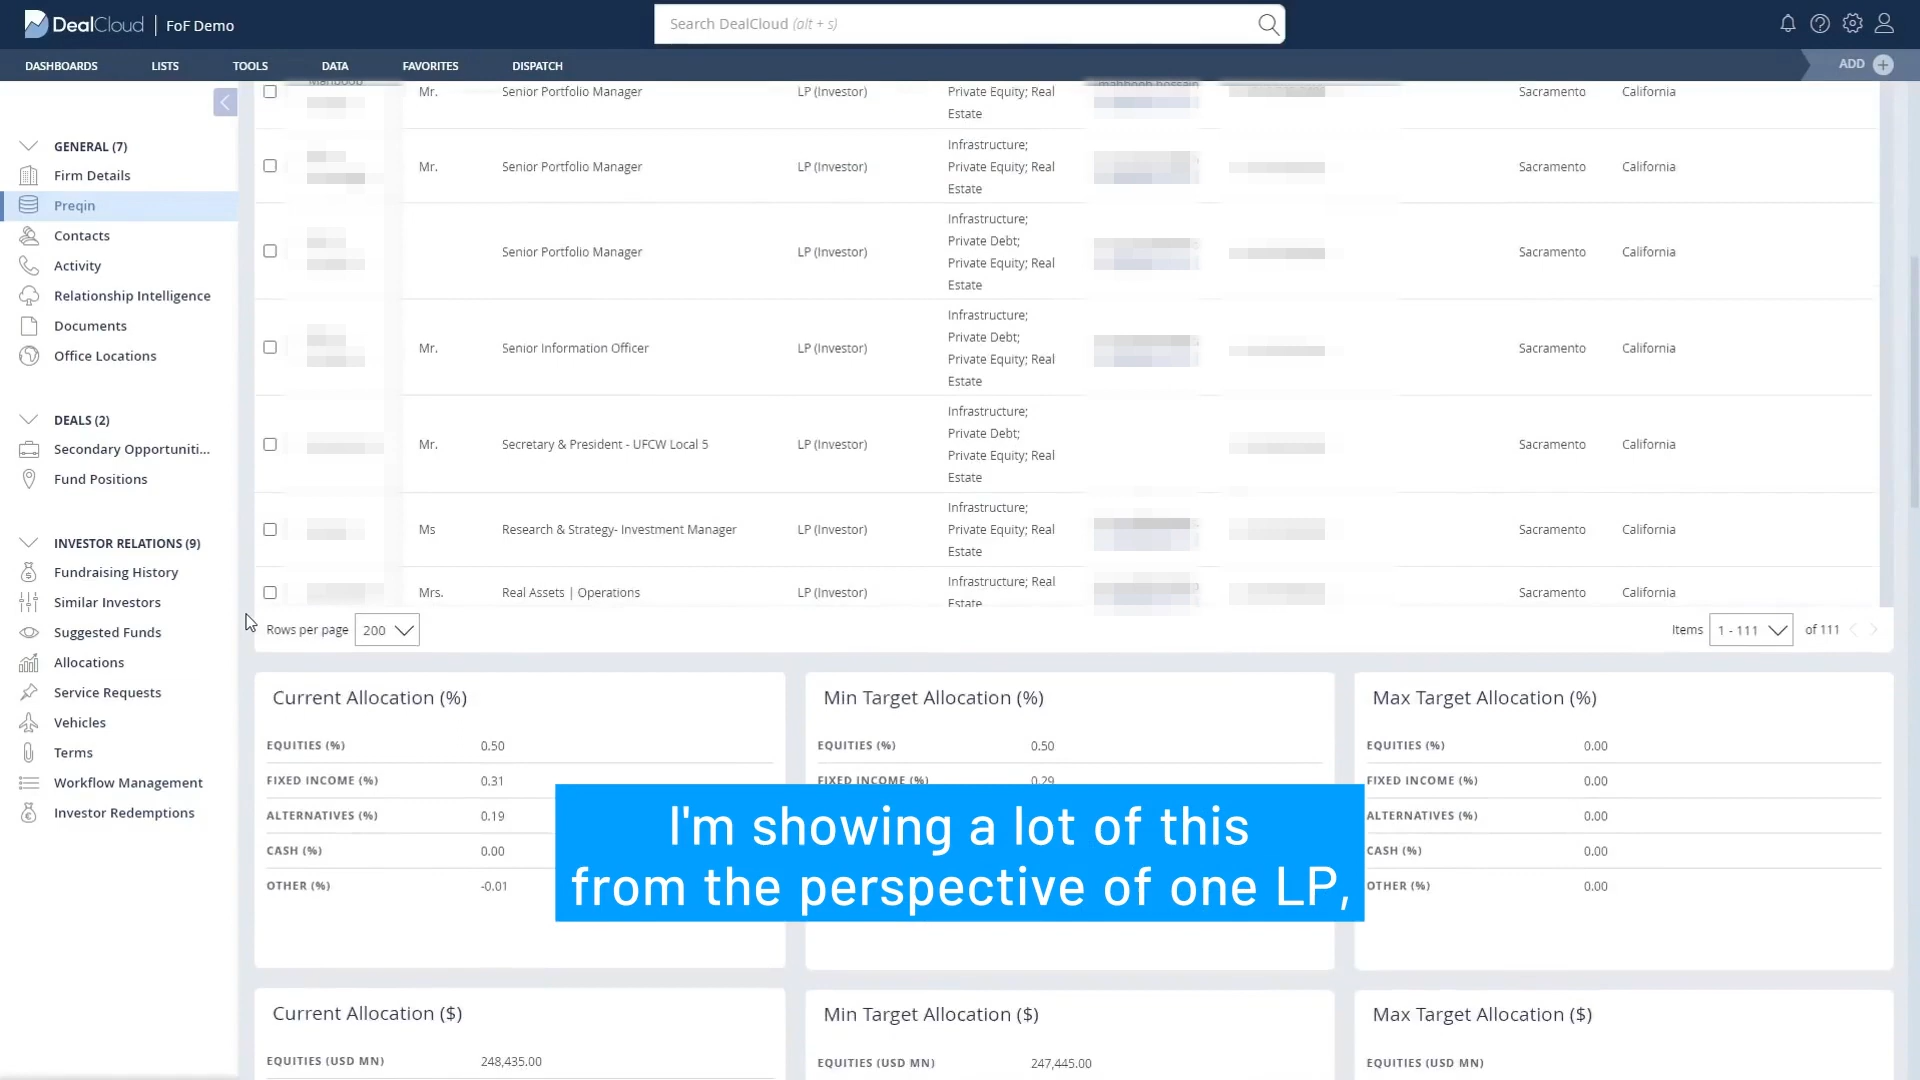 DealCloud FoF Demo
Search DealCloud (alt + s)
DASHBOARDS LISTS TOOLS DATA FAVORITES DISPATCH
ADD
GENERAL (7)
Firm Details
Preqin
Contacts
Activity
Relationship Intelligence
Documents
Office Locations
DEALS (2)
Secondary Opportuniti...
Fund Positions
INVESTOR RELATIONS (9)
Fundraising History
Similar Investors
Suggested Funds
Allocations
Service Requests
Vehicles
Terms
Workflow Management
Investor Redemptions
Mr. Senior Portfolio Manager LP (Investor) Private Equity; Real Sacramento California
Estate
Infrastructure;
Mr. Senior Portfolio Manager LP (Investor) Private Equity; Real Sacramento California
Estate
Infrastructure;
Private Debt;
Senior Portfolio Manager LP (Investor) Private Equity; Real Sacramento California
Estate
Infrastructure;
Private Debt;
Mr. Senior Information Officer LP (Investor) Private Equity; Real Sacramento California
Estate
Infrastructure;
Private Debt;
Mr. Secretary & President - UFCW Local 5 LP (Investor) Private Equity; Real Sacramento California
Estate
Infrastructure;
Ms Research & Strategy- Investment Manager LP (Investor) Private Equity; Real Sacramento California
Estate
Infrastructure; Real
Mrs. Real Assets | Operations LP (Investor) Estate Sacramento California
Rows per page 200 Items 1 - 111 of 111
Current Allocation (%)
EQUITIES (%) 0.50
FIXED INCOME (%) 0.31
ALTERNATIVES (%) 0.19
CASH (%) 0.00
OTHER (%) -0.01
Min Target Allocation (%)
EQUITIES (%) 0.50
FIXED INCOME (%) 0.29
Max Target Allocation (%)
EQUITIES (%) 0.00
FIXED INCOME (%) 0.00
ALTERNATIVES (%) 0.00
CASH (%) 0.00
OTHER (%) 0.00
I'm showing a lot of this
from the perspective of one LP,
Current Allocation ($)
EQUITIES (USD MN) 248,435.00
Min Target Allocation ($)
EQUITIES (USD MN) 247,445.00
Max Target Allocation ($)
EQUITIES (USD MN)